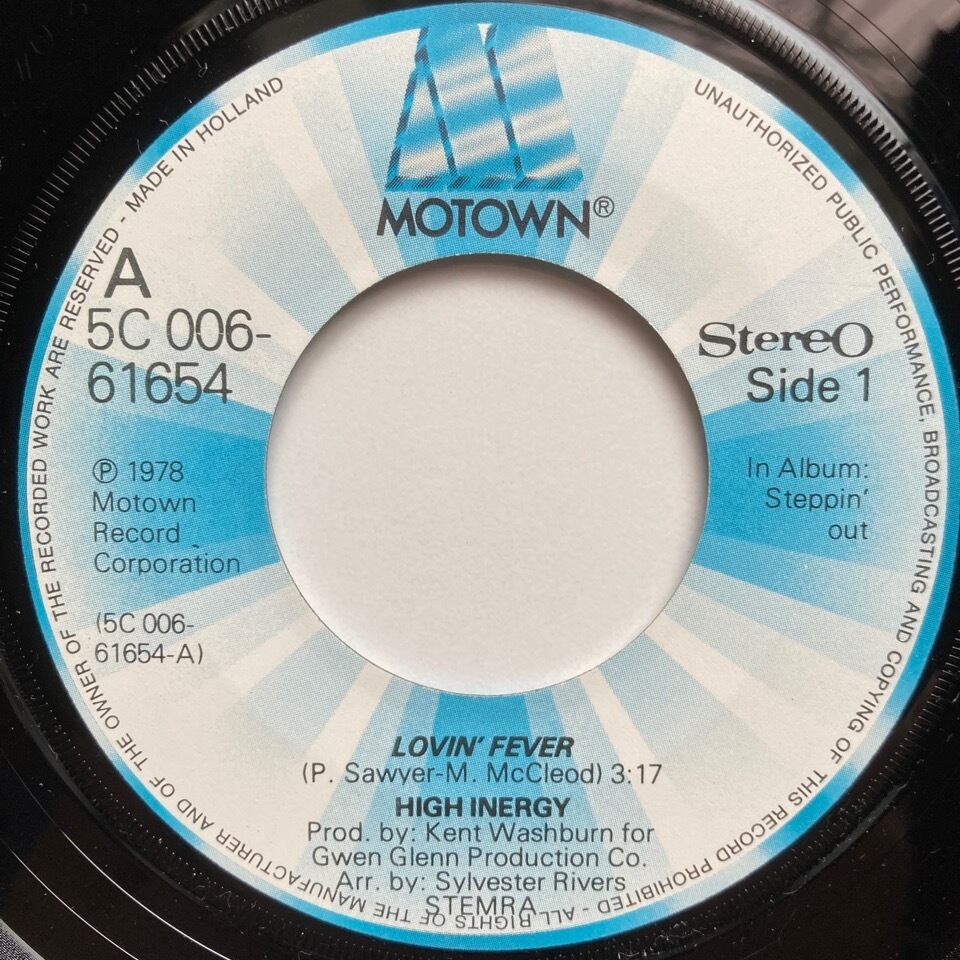 MOTOWN®
A
5C 006-
61654
Stereo
Side 1
℗ 1978
Motown
Record
Corporation
(5C 006-
61654-A)
In Album:
Steppin'
out
LOVIN' FEVER
(P. Sawyer-M. McCleod) 3:17
HIGH INERGY
Prod. by: Kent Washburn for
Gwen Glenn Production Co.
Arr. by: Sylvester Rivers
STEMRA
UNAUTHORIZED PUBLIC PERFORMANCE, BROADCASTING AND COPYING OF THIS RECORD PROHIBITED - ALL RIGHTS OF THE MANUFACTURER AND OF THE OWNER OF THE RECORDED WORK ARE RESERVED - MADE IN HOLLAND